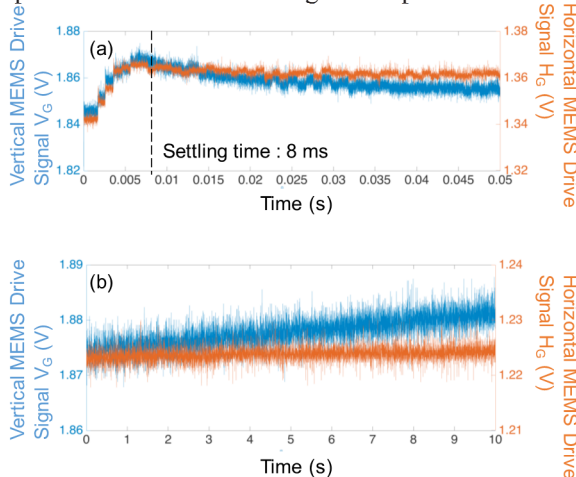 Vertical MEMS Drive
Signal V_G (V)
1.88
1.86
1.84
1.82
(a)
Settling time : 8 ms
1.38
1.36
1.34
1.32
Horizontal MEMS Drive
Signal H_G (V)
0
0.005
0.01
0.015
0.02
0.025
0.03
0.035
0.04
0.045
0.05
Time (s)
Vertical MEMS Drive
Signal V_G (V)
1.89
1.88
1.87
1.86
(b)
1.24
1.23
1.22
1.21
Horizontal MEMS Drive
Signal H_G (V)
0
1
2
3
4
5
6
7
8
9
10
Time (s)